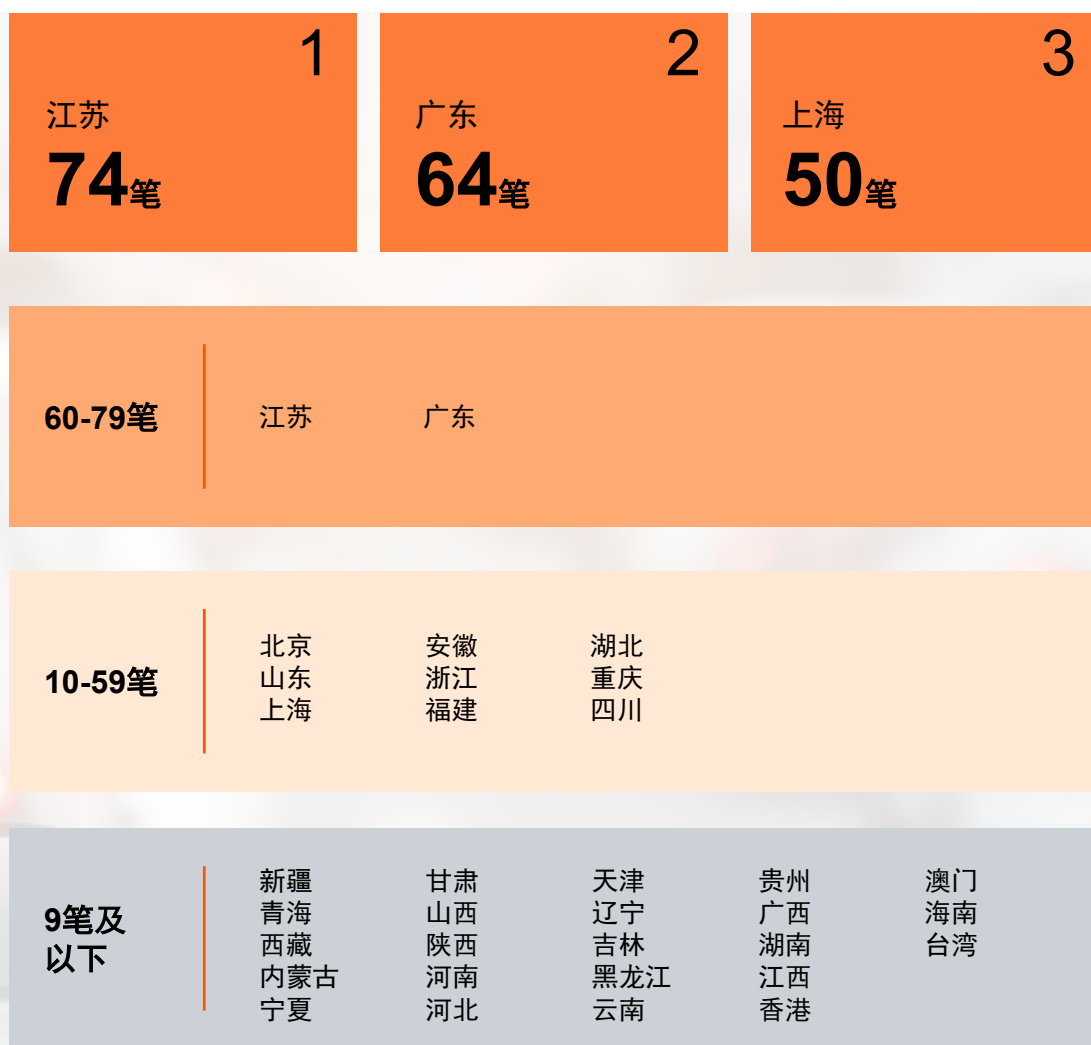 1
江苏
74笔
2
广东
64笔
3
上海
50笔
60-79笔
江苏 广东
10-59笔
北京 安徽 湖北
山东 浙江 重庆
上海 福建 四川
9笔及
以下
新疆 甘肃 天津 贵州 澳门
青海 山西 辽宁 广西 海南
西藏 陕西 吉林 湖南 台湾
内蒙古 河南 黑龙江 江西
宁夏 河北 云南 香港